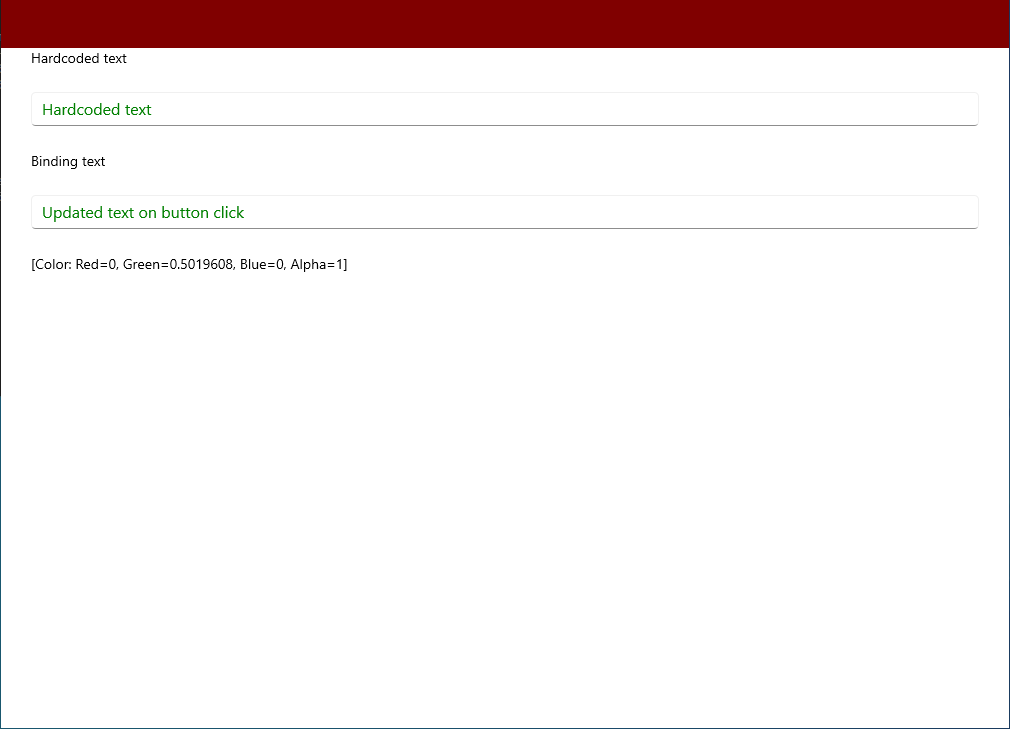 Hardcoded text
Hardcoded text
Binding text
Updated text on button click
[Color: Red=0, Green=0.5019608, Blue=0, Alpha=1]